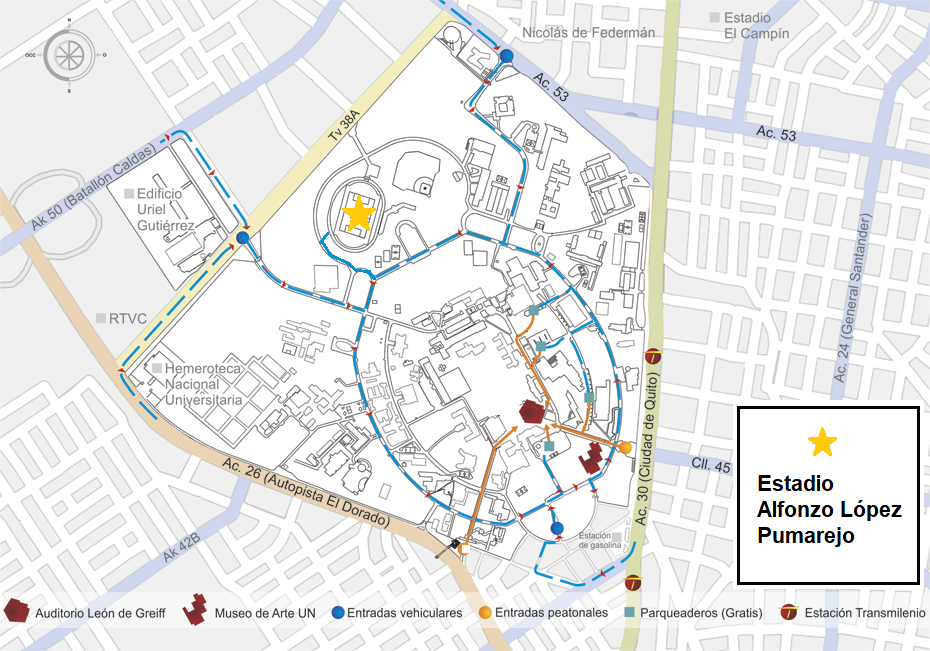 N
OCC
O
S
Nicolás de Federmán
Estadio
El Campín
Ac. 53
Ac. 53
Tv 38A
Ak 50 (Batallón Caldas)
Edificio
Uriel
Gutiérrez
RTVC
Hemeroteca
Nacional
Universitaria
Ac. 26 (Autopista El Dorado)
Ak 42B
Ac. 24 (General Santander)
Ac. 30 (Ciudad de Quito)
Cll. 45
Estación
de gasolina
Estadio
Alfonzo López
Pumarejo
Auditorio León de Greiff
Museo de Arte UN
Entradas vehiculares
Entradas peatonales
Parqueaderos (Gratis)
Estación Transmilenio